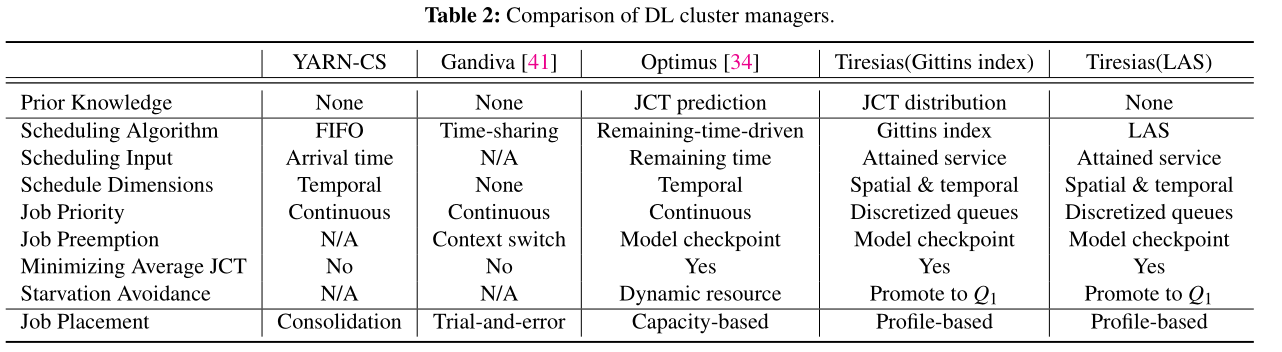 Table 2: Comparison of DL cluster managers.
YARN-CS Gandiva [41] Optimus [34] Tiresias(Gittins index) Tiresias(LAS)
Prior Knowledge None None JCT prediction JCT distribution None
Scheduling Algorithm FIFO Time-sharing Remaining-time-driven Gittins index LAS
Scheduling Input Arrival time N/A Remaining time Attained service Attained service
Schedule Dimensions Temporal None Temporal Spatial & temporal Spatial & temporal
Job Priority Continuous Continuous Continuous Discretized queues Discretized queues
Job Preemption N/A Context switch Model checkpoint Model checkpoint Model checkpoint
Minimizing Average JCT No No Yes Yes Yes
Starvation Avoidance N/A N/A Dynamic resource Promote to Q1 Promote to Q1
Job Placement Consolidation Trial-and-error Capacity-based Profile-based Profile-based